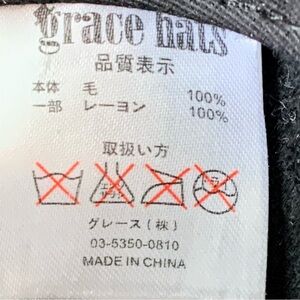 grace hats
品質表示
本体 毛 100%
一部 レーヨン 100%
取扱い方
グレース(株)
03-5350-0810
MADE IN CHINA